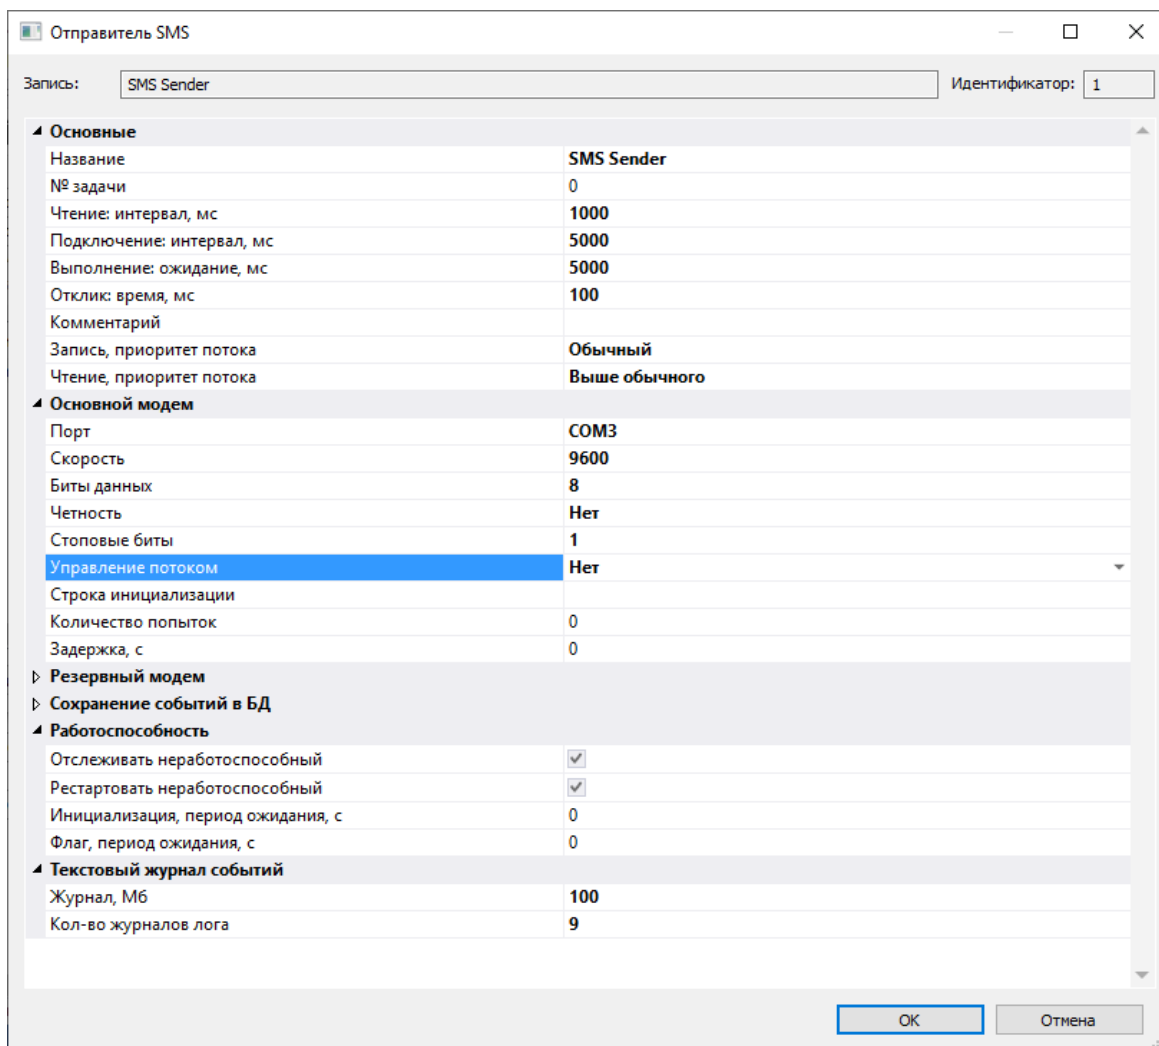 Отправитель SMS
Запись: SMS Sender Идентификатор: 1
Основные
Название SMS Sender
№ задачи 0
Чтение: интервал, мс 1000
Подключение: интервал, мс 5000
Выполнение: ожидание, мс 5000
Отклик: время, мс 100
Комментарий
Запись, приоритет потока Обычный
Чтение, приоритет потока Выше обычного
Основной модем
Порт COM3
Скорость 9600
Биты данных 8
Четность Нет
Стоповые биты 1
Управление потоком Нет
Строка инициализации
Количество попыток 0
Задержка, с 0
Резервный модем
Сохранение событий в БД
Работоспособность
Отслеживать неработоспособный
Рестартовать неработоспособный
Инициализация, период ожидания, с 0
Флаг, период ожидания, с 0
Текстовый журнал событий
Журнал, Мб 100
Кол-во журналов лога 9
ОК Отмена